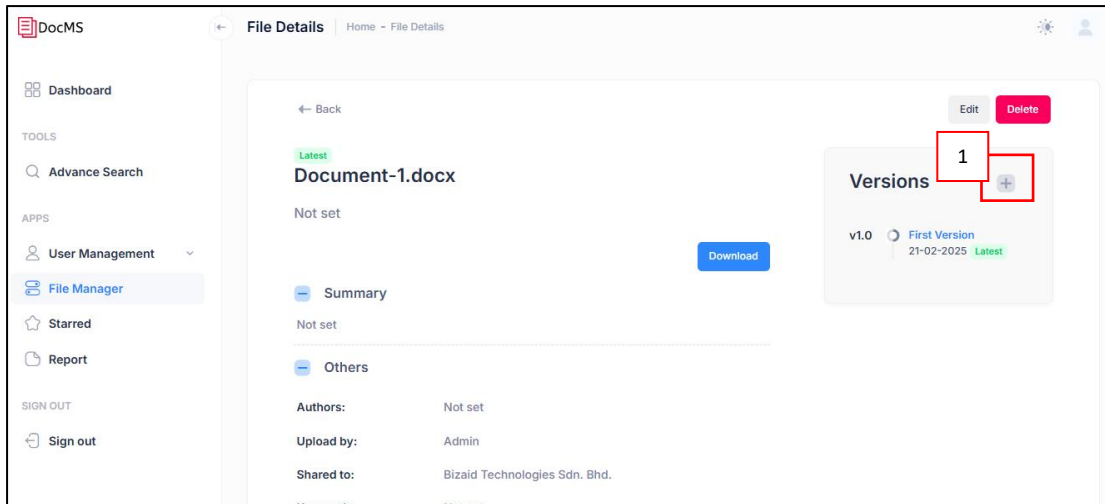 DocMS
File Details
Home - File Details
Dashboard
TOOLS
Advance Search
APPS
User Management
File Manager
Starred
Report
SIGN OUT
Sign out
← Back
Edit
Delete
Latest
Document-1.docx
Not set
Download
Summary
Not set
Others
Authors: Not set
Upload by: Admin
Shared to: Bizaid Technologies Sdn. Bhd.
1
Versions
v1.0 First Version
21-02-2025 Latest